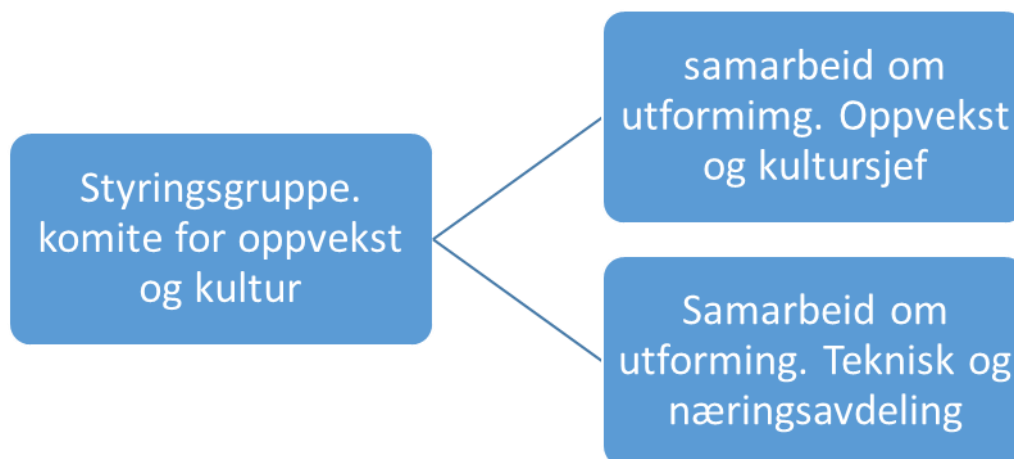 Styringsgruppe.
komite for oppvekst
og kultur
samarbeid om
utformimg. Oppvekst
og kultursjef
Samarbeid om
utforming. Teknisk og
næringsavdeling